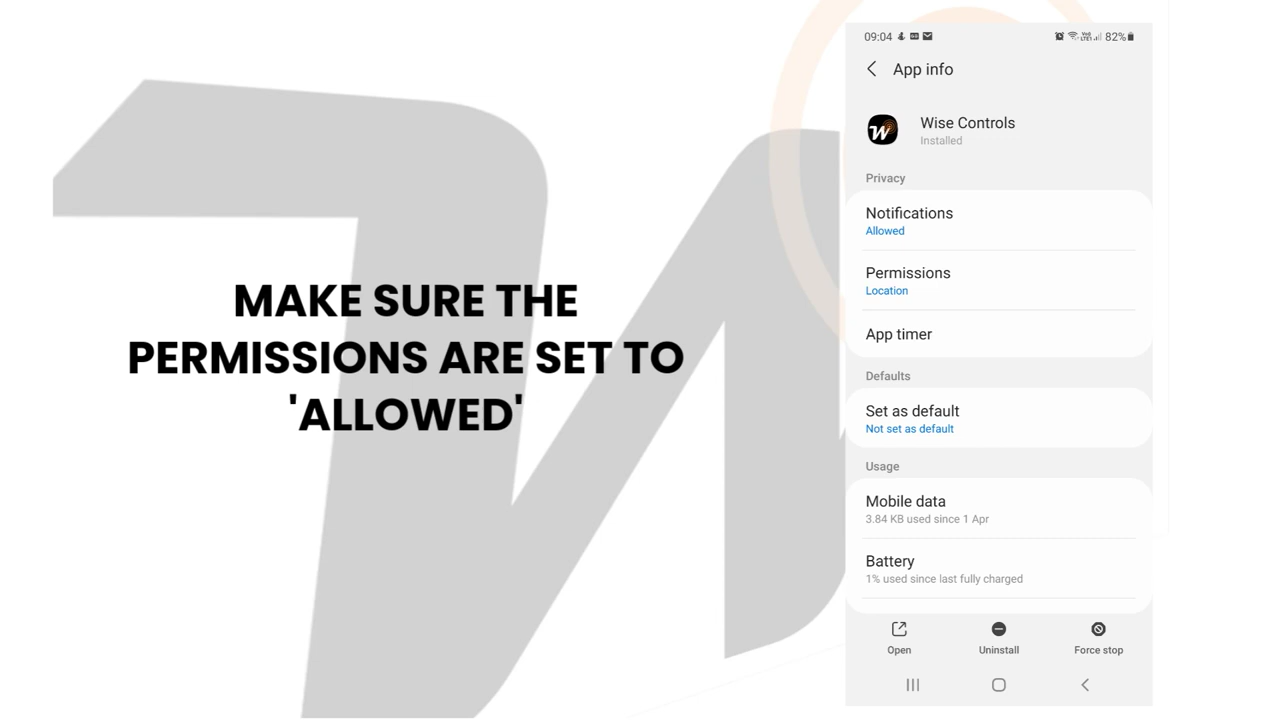 MAKE SURE THE
PERMISSIONS ARE SET TO
'ALLOWED'
09:04
82%
App info
Wise Controls
Installed
Privacy
Notifications
Allowed
Permissions
Location
App timer
Defaults
Set as default
Not set as default
Usage
Mobile data
3.84 KB used since 1 Apr
Battery
1% used since last fully charged
Open
Uninstall
Force stop